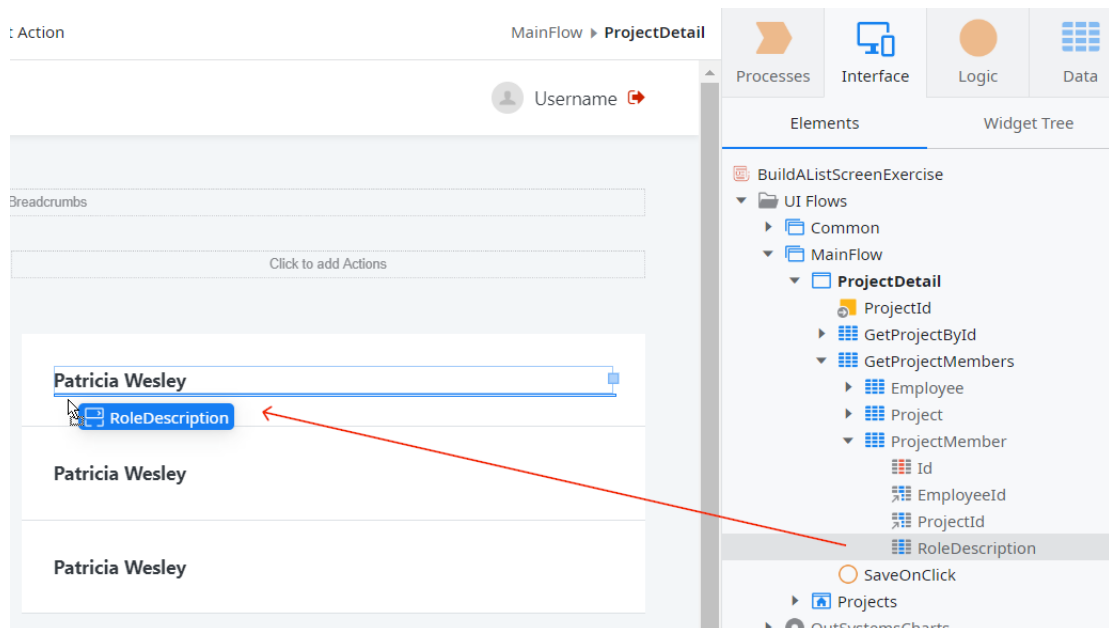 t Action
MainFlow ProjectDetail
Username
Breadcrumbs
Click to add Actions
Patricia Wesley
RoleDescription
Patricia Wesley
Patricia Wesley
Processes
Interface
Logic
Data
Elements
Widget Tree
BuildAListScreenExercise
UI Flows
Common
MainFlow
ProjectDetail
ProjectId
GetProjectById
GetProjectMembers
Employee
Project
ProjectMember
Id
EmployeeId
ProjectId
RoleDescription
SaveOnClick
Projects
OutSystemsCharts